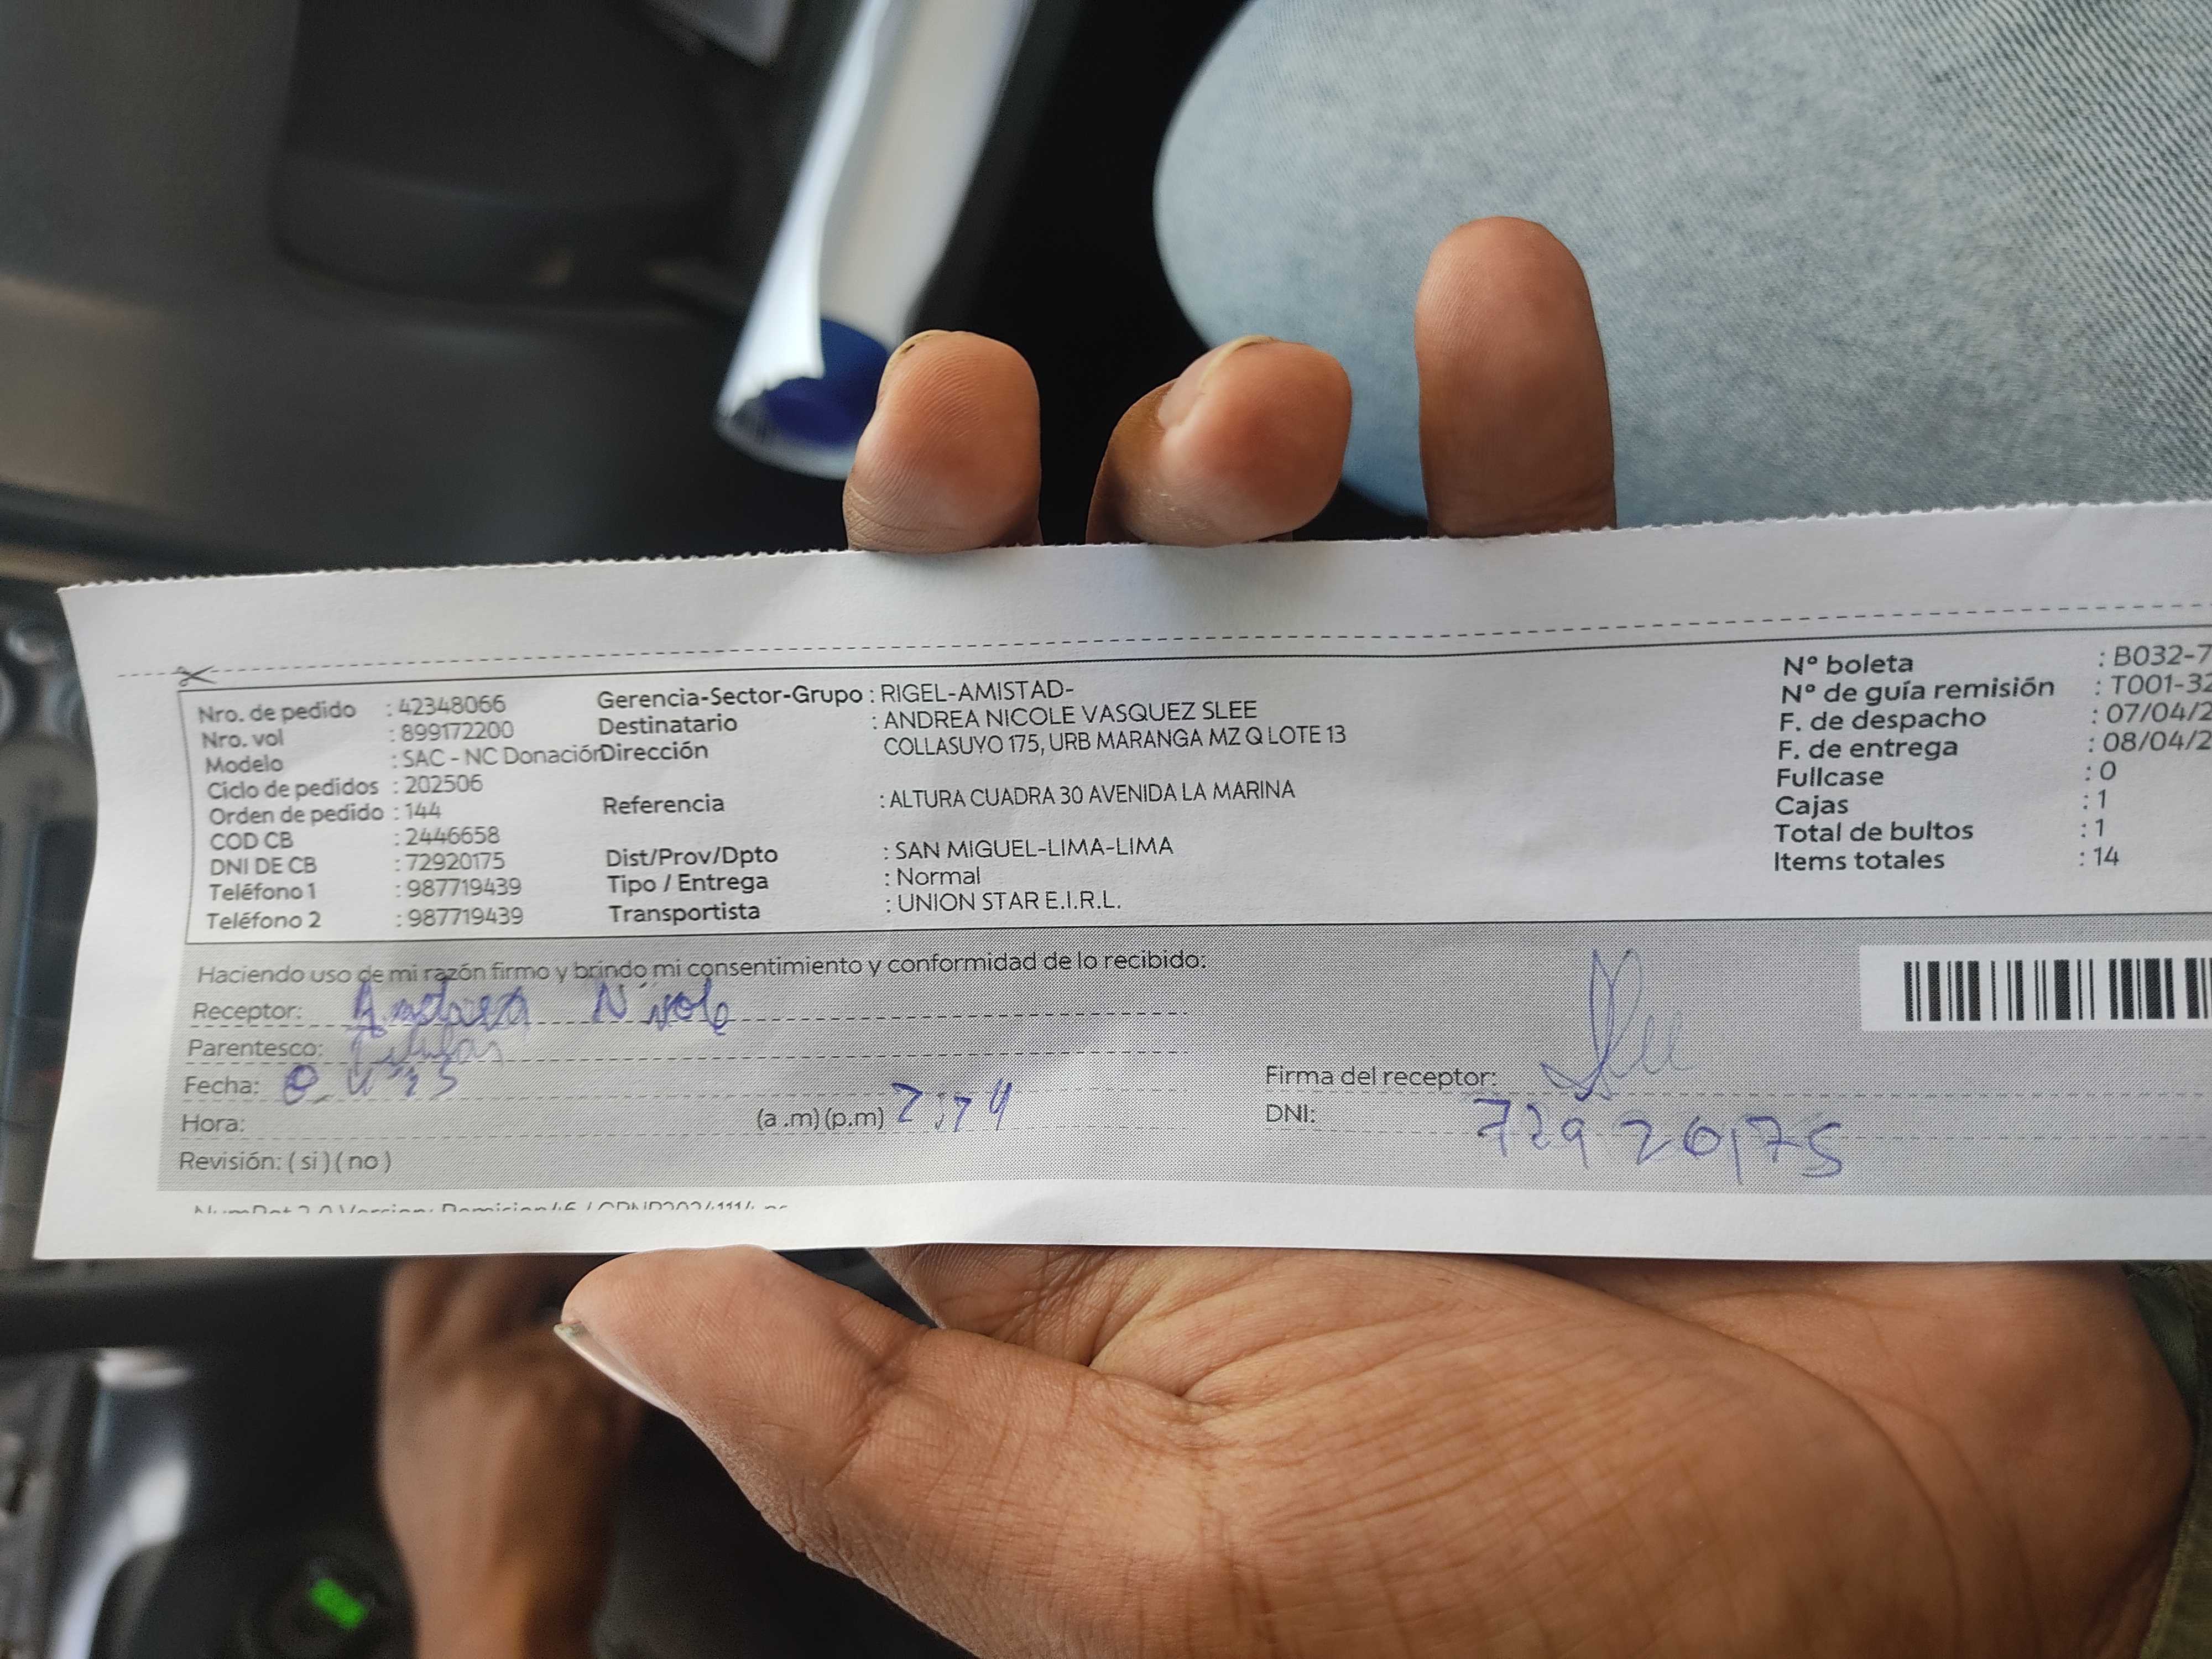 Nro. de pedido : 42348066
Nro. vol : 899172200
Modelo : SAC - NC Donación
Ciclo de pedidos : 202506
Orden de pedido : 144
COD CB : 2446658
DNI DE CB : 72920175
Teléfono 1 : 987719439
Teléfono 2 : 987719439
Gerencia-Sector-Grupo : RIGEL-AMISTAD-
Destinatario : ANDREA NICOLE VASQUEZ SLEE
Dirección COLLASUYO 175, URB MARANGA MZ Q LOTE 13
Referencia : ALTURA CUADRA 30 AVENIDA LA MARINA
Dist/Prov/Dpto : SAN MIGUEL-LIMA-LIMA
Tipo / Entrega : Normal
Transportista : UNION STAR E.I.R.L.
Nº boleta : B032-7
Nº de guía remisión : T001-32
F. de despacho : 07/04/2
F. de entrega : 08/04/2
Fullcase : 0
Cajas : 1
Total de bultos : 1
Items totales : 14
Haciendo uso de mi razón firmo y brindo mi consentimiento y conformidad de lo recibido:
Receptor: Andrea Nicole
Parentesco: Titular
Fecha:
Hora: (a .m) (p.m)
Revisión: ( si ) ( no )
Firma del receptor: Slee
DNI: 72920175